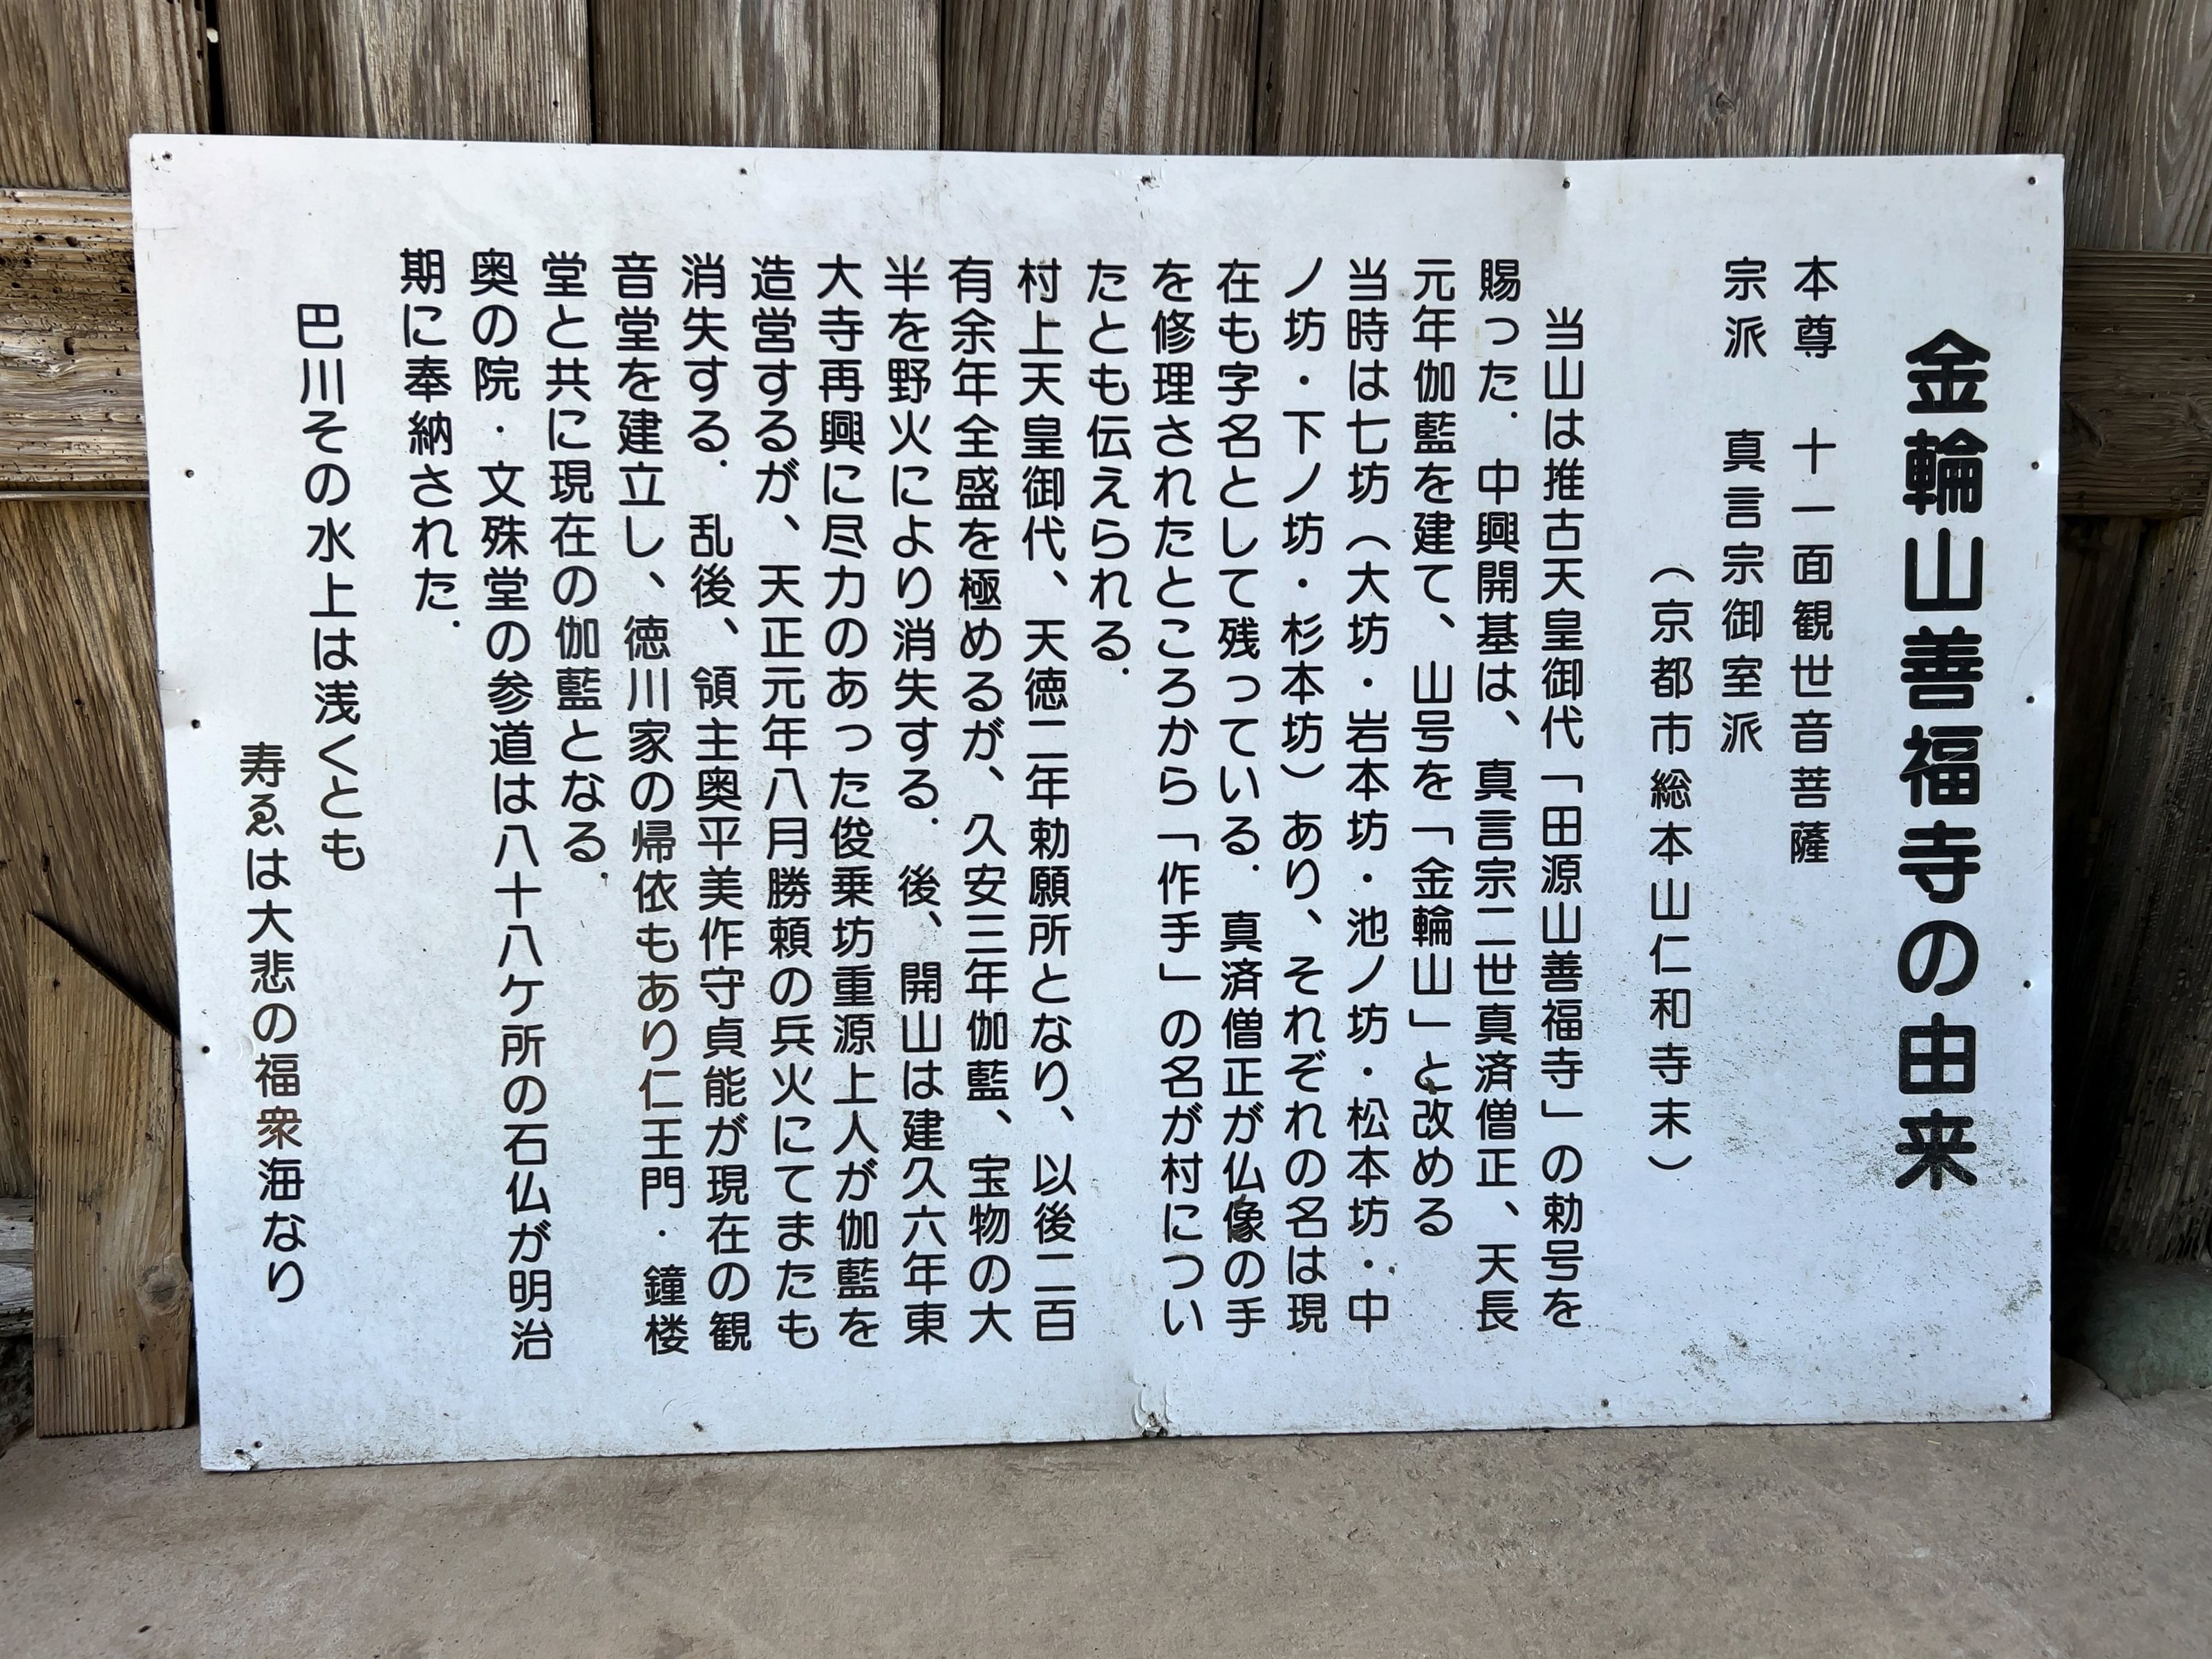 金輪山善福寺の由来
本尊　十一面観世音菩薩
宗派　真言宗御室派
（京都市総本山仁和寺末）
当山は推古天皇御代「田源山善福寺」の勅号を
賜った．中興開基は、真言宗二世真済僧正、天長
元年伽藍を建て、山号を「金輪山」と改める
当時は七坊（大坊・岩本坊・池ノ坊・松本坊・中
ノ坊・下ノ坊・杉本坊）あり、それぞれの名は現
在も字名として残っている．真済僧正が仏像の手
を修理されたところから「作手」の名が村につい
たとも伝えられる．
村上天皇御代、天徳二年勅願所となり、以後二百
有余年全盛を極めるが、久安三年伽藍、宝物の大
半を野火により消失する．後、開山は建久六年東
大寺再興に尽力のあった俊乗坊重源上人が伽藍を
造営するが、天正元年八月勝頼の兵火にてまたも
消失する．乱後、領主奥平美作守貞能が現在の観
音堂を建立し、徳川家の帰依もあり仁王門・鐘楼
堂と共に現在の伽藍となる．
奥の院・文殊堂の参道は八十八ケ所の石仏が明治
期に奉納された．
巴川その水上は浅くとも
寿ゑは大悲の福衆海なり